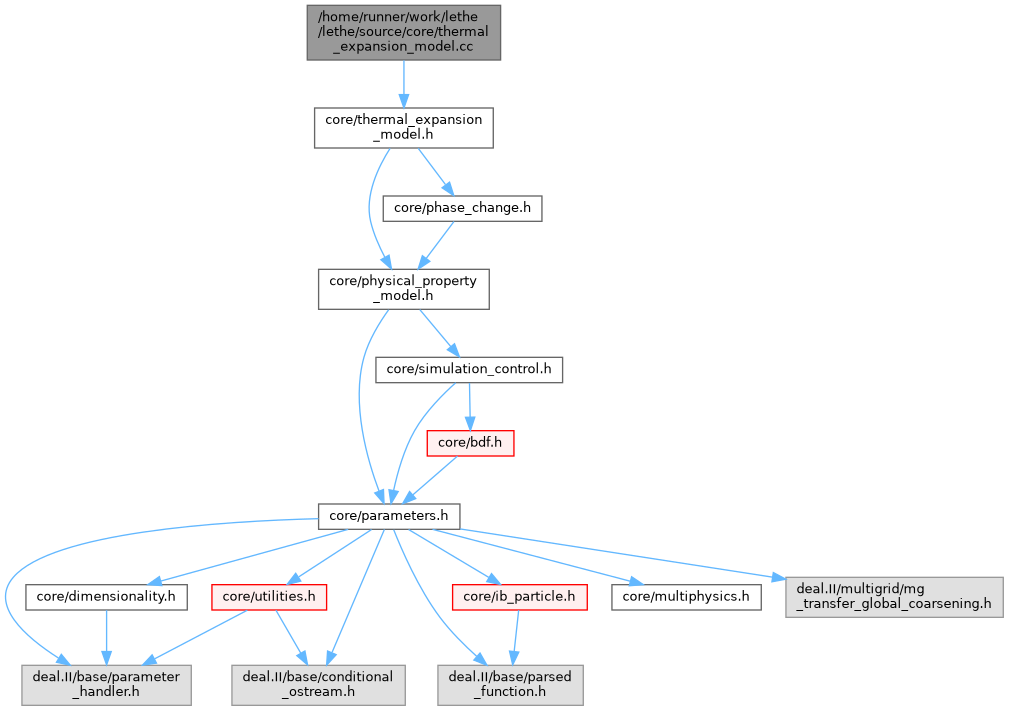 /home/runner/work/lethe
/lethe/source/core/thermal
_expansion_model.cc
core/thermal_expansion
_model.h
core/phase_change.h
core/physical_property
_model.h
core/simulation_control.h
core/bdf.h
core/parameters.h
core/dimensionality.h
core/utilities.h
core/ib_particle.h
core/multiphysics.h
deal.II/multigrid/mg
_transfer_global_coarsening.h
deal.II/base/parameter
_handler.h
deal.II/base/conditional
_ostream.h
deal.II/base/parsed
_function.h